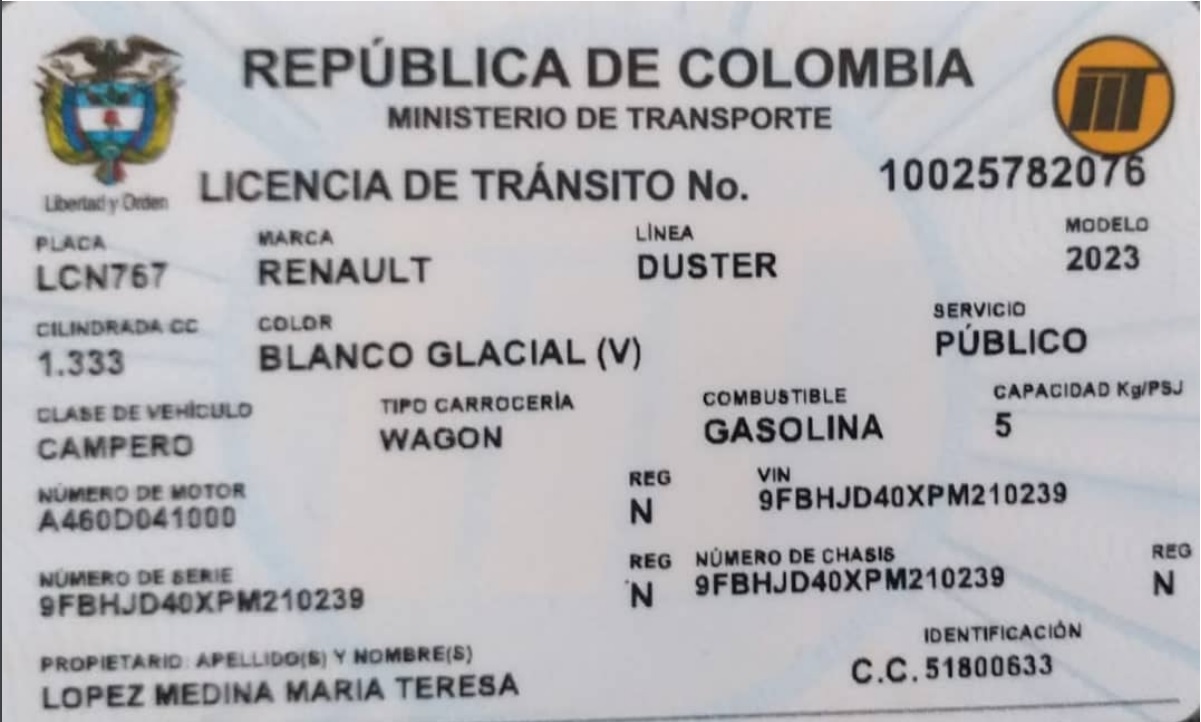 REPÚBLICA DE COLOMBIA
MINISTERIO DE TRANSPORTE
Libertad y Orden
LICENCIA DE TRÁNSITO No. 10025782076
PLACA MARCA LÍNEA MODELO
LCN767 RENAULT DUSTER 2023
CILINDRADA CC COLOR SERVICIO
1.333 BLANCO GLACIAL (V) PÚBLICO
CLASE DE VEHÍCULO TIPO CARROCERÍA COMBUSTIBLE CAPACIDAD Kg/PSJ
CAMPERO WAGON GASOLINA 5
NÚMERO DE MOTOR REG VIN
A460D041000 N 9FBHJD40XPM210239
NÚMERO DE SERIE REG NÚMERO DE CHASIS REG
9FBHJD40XPM210239 N 9FBHJD40XPM210239 N
PROPIETARIO: APELLIDO(S) Y NOMBRE(S) IDENTIFICACIÓN
LOPEZ MEDINA MARIA TERESA C.C. 51800633